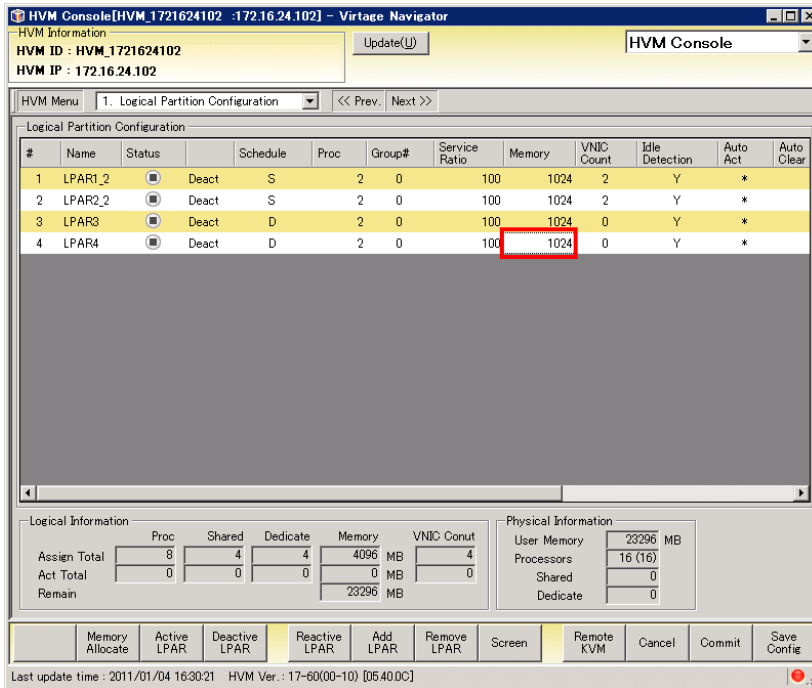 HVM Console[HVM_1721624102 :172.16.24.102] - Virtage Navigator
HVM Information
HVM ID : HVM_1721624102
HVM IP : 172.16.24.102
Update(U)
HVM Console
HVM Menu 1. Logical Partition Configuration << Prev. Next >>
Logical Partition Configuration
# Name Status Schedule Proc Group# Service Ratio Memory VNIC Count Idle Detection Auto Act Auto Clear
1 LPAR1_2 Deact S 2 0 100 1024 2 Y *
2 LPAR2_2 Deact S 2 0 100 1024 2 Y *
3 LPAR3 Deact D 2 0 100 1024 0 Y *
4 LPAR4 Deact D 2 0 100 1024 0 Y *
Logical Information
Proc Shared Dedicate Memory VNIC Conut
Assign Total 8 4 4 4096 MB 4
Act Total 0 0 0 0 MB 0
Remain 23296 MB
Physical Information
User Memory 23296 MB
Processors 16 (16)
Shared 0
Dedicate 0
Memory Allocate Active LPAR Deactive LPAR Reactive LPAR Add LPAR Remove LPAR Screen Remote KVM Cancel Commit Save Config
Last update time : 2011/01/04 16:30:21 HVM Ver. : 17-60(00-10) [05.40.0C]